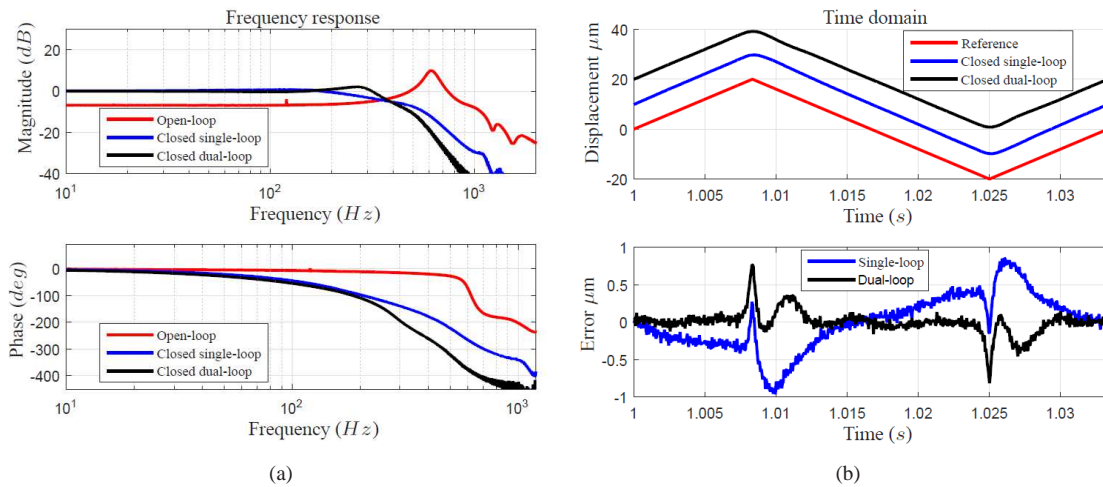 Frequency response
Magnitude (dB)
20
0
-20
-40
Open-loop
Closed single-loop
Closed dual-loop
10^1
10^2
10^3
Frequency (Hz)
Phase (deg)
0
-100
-200
-300
-400
Open-loop
Closed single-loop
Closed dual-loop
10^1
10^2
10^3
Frequency (Hz)
(a)
Time domain
Displacement μm
40
20
0
-20
Reference
Closed single-loop
Closed dual-loop
1
1.005
1.01
1.015
1.02
1.025
1.03
Time (s)
Error μm
1
0.5
0
-0.5
-1
Single-loop
Dual-loop
1
1.005
1.01
1.015
1.02
1.025
1.03
Time (s)
(b)